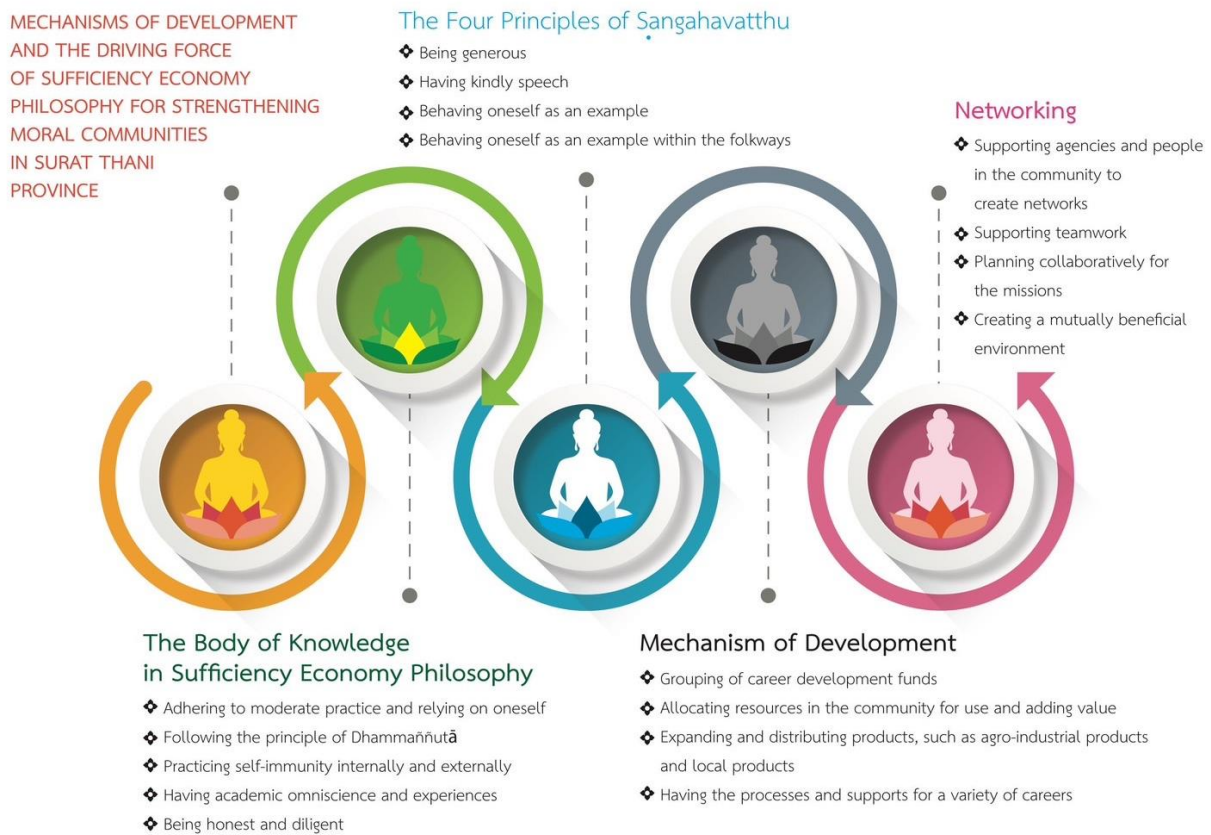 MECHANISMS OF DEVELOPMENT
AND THE DRIVING FORCE
OF SUFFICIENCY ECONOMY
PHILOSOPHY FOR STRENGTHENING
MORAL COMMUNITIES
IN SURAT THANI
PROVINCE
The Four Principles of Sangahavatthu
Being generous
Having kindly speech
Behaving oneself as an example
Behaving oneself as an example within the folkways
Networking
Supporting agencies and people
in the community to
create networks
Supporting teamwork
Planning collaboratively for
the missions
Creating a mutually beneficial
environment
The Body of Knowledge
in Sufficiency Economy Philosophy
Adhering to moderate practice and relying on oneself
Following the principle of Dhammaññutā
Practicing self-immunity internally and externally
Having academic omniscience and experiences
Being honest and diligent
Mechanism of Development
Grouping of career development funds
Allocating resources in the community for use and adding value
Expanding and distributing products, such as agro-industrial products
and local products
Having the processes and supports for a variety of careers